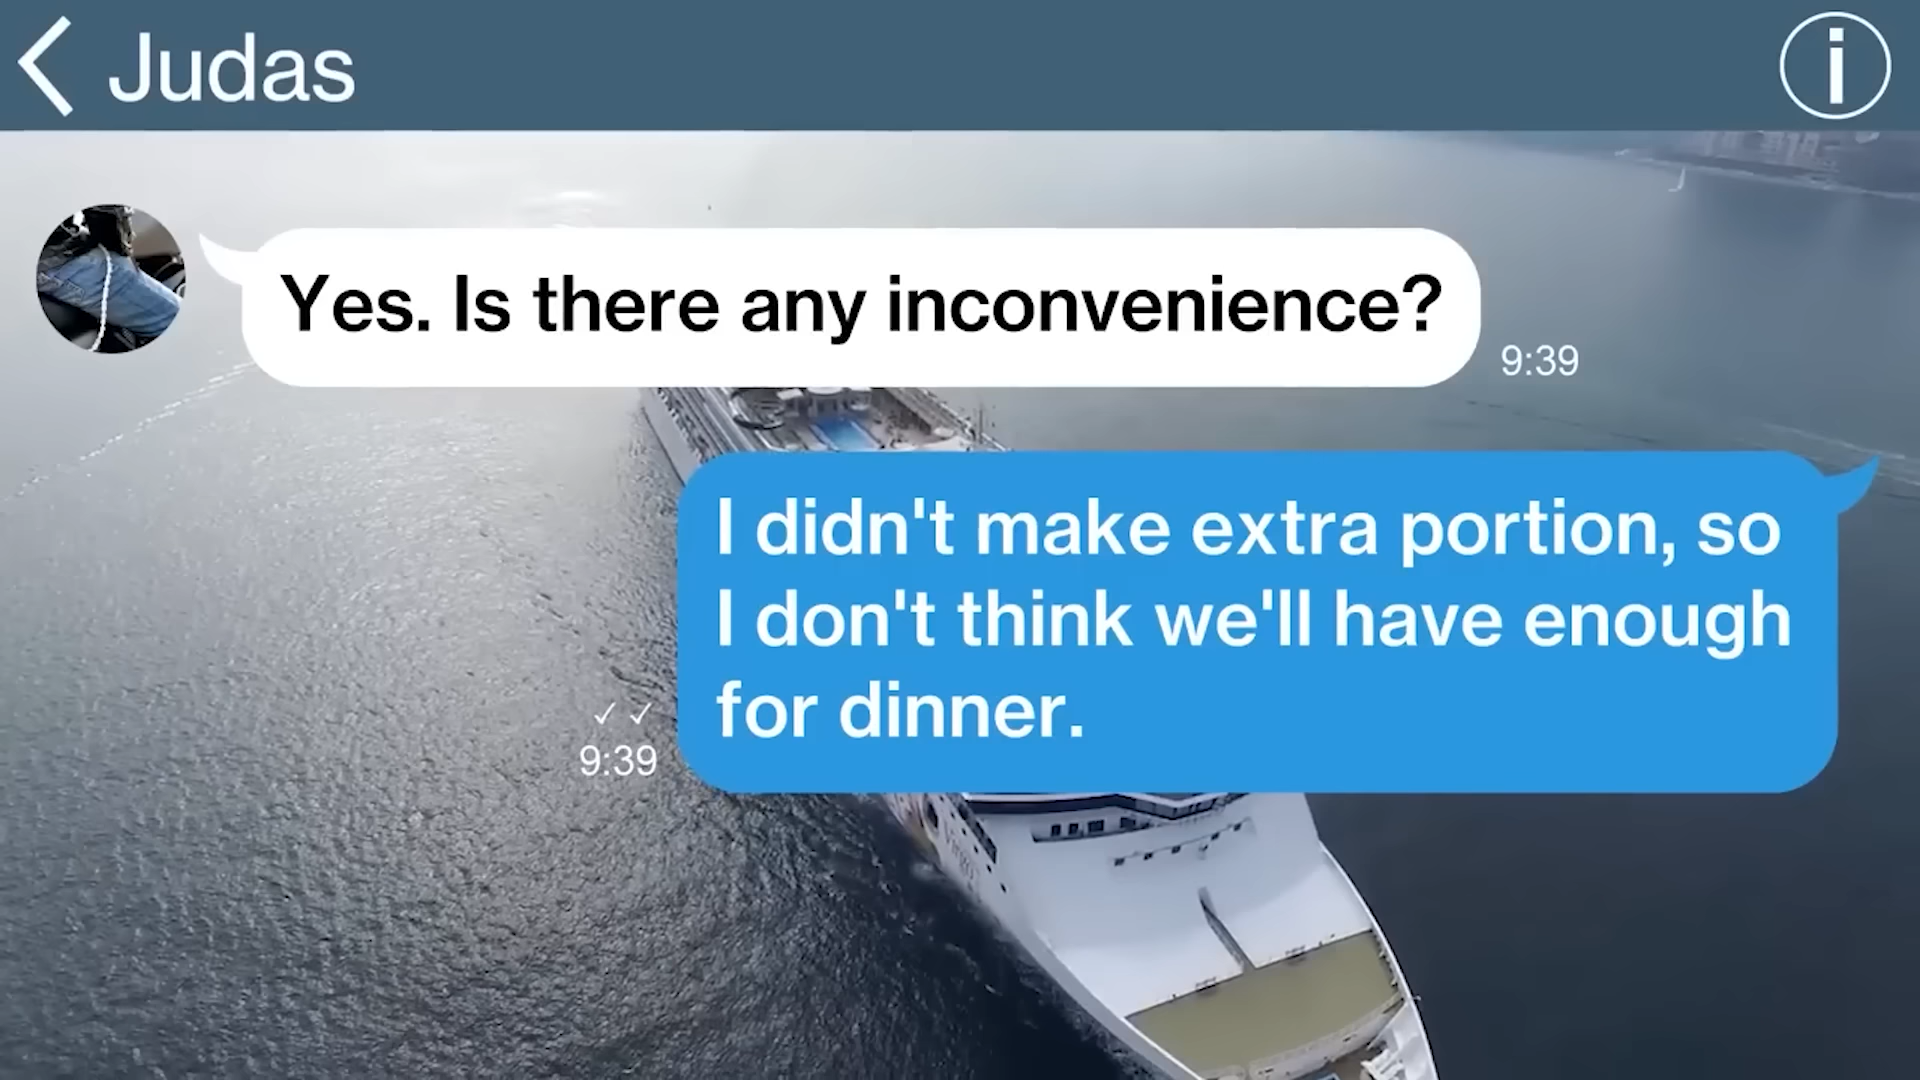 Judas
Yes. Is there any inconvenience?
9:39
I didn't make extra portion, so
I don't think we'll have enough
for dinner.
✓ ✓
9:39